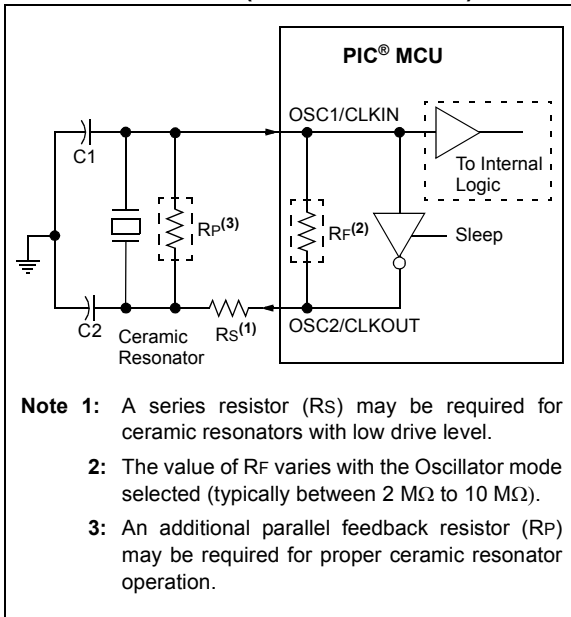 PIC® MCU
OSC1/CLKIN
C1
To Internal
Logic
RP(3)
RF(2)
Sleep
C2
Ceramic
Resonator
RS(1)
OSC2/CLKOUT
Note 1: A series resistor (RS) may be required for
ceramic resonators with low drive level.
2: The value of RF varies with the Oscillator mode
selected (typically between 2 MΩ to 10 MΩ).
3: An additional parallel feedback resistor (RP)
may be required for proper ceramic resonator
operation.